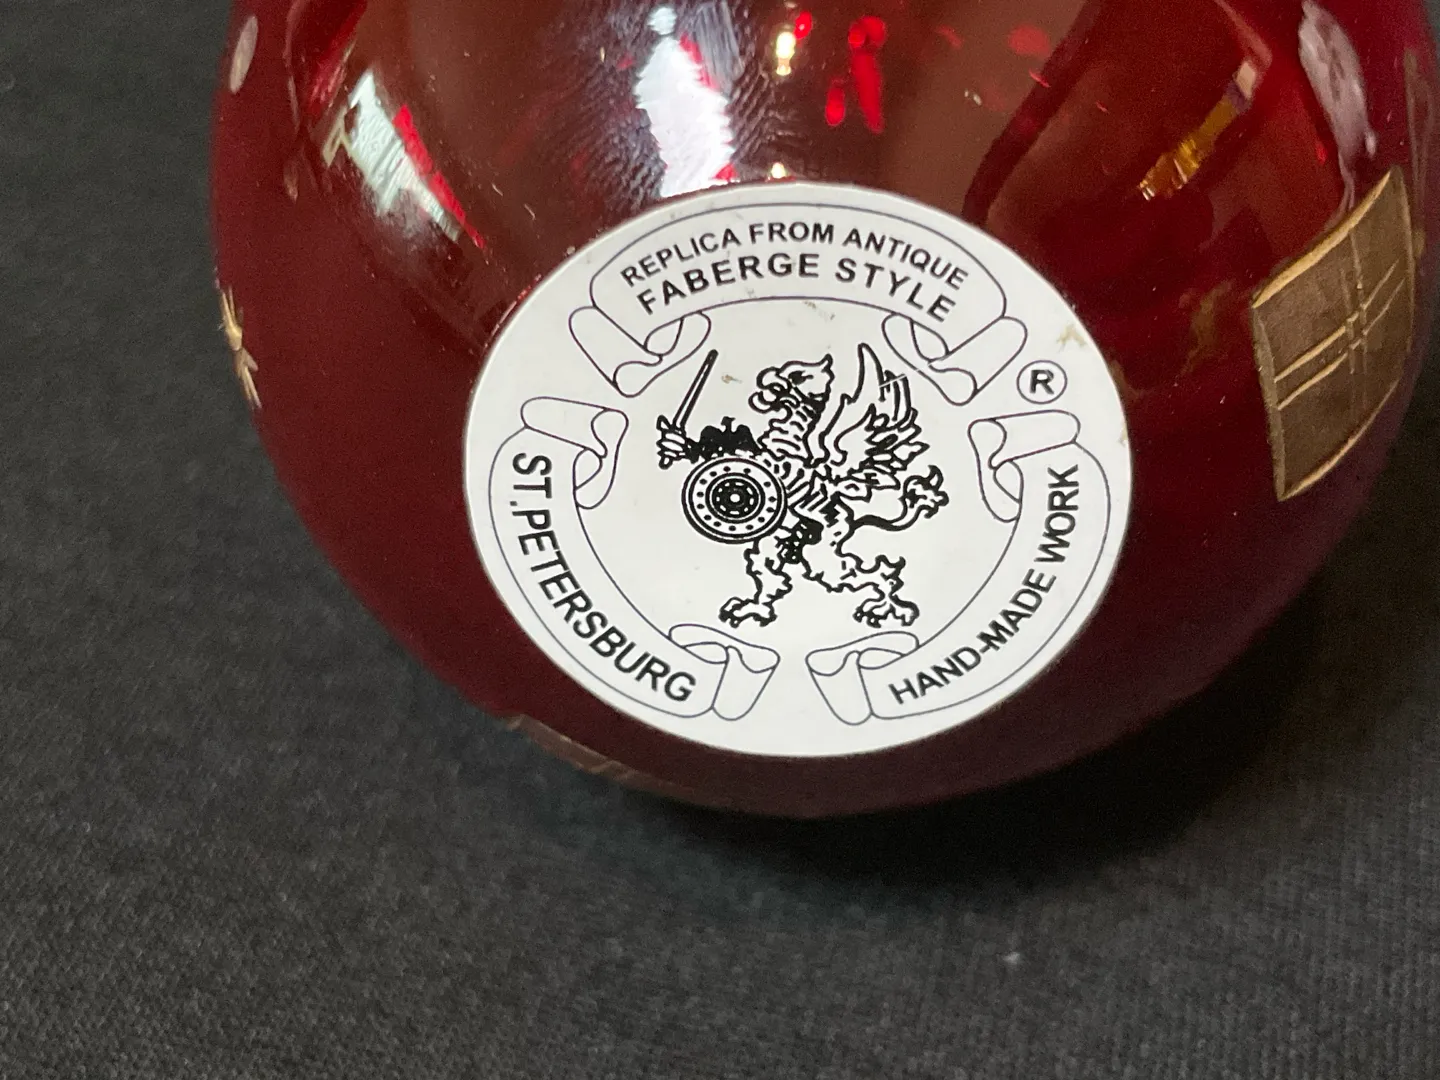 REPLICA FROM ANTIQUE
FABERGE STYLE
®
ST.PETERSBURG
HAND-MADE WORK